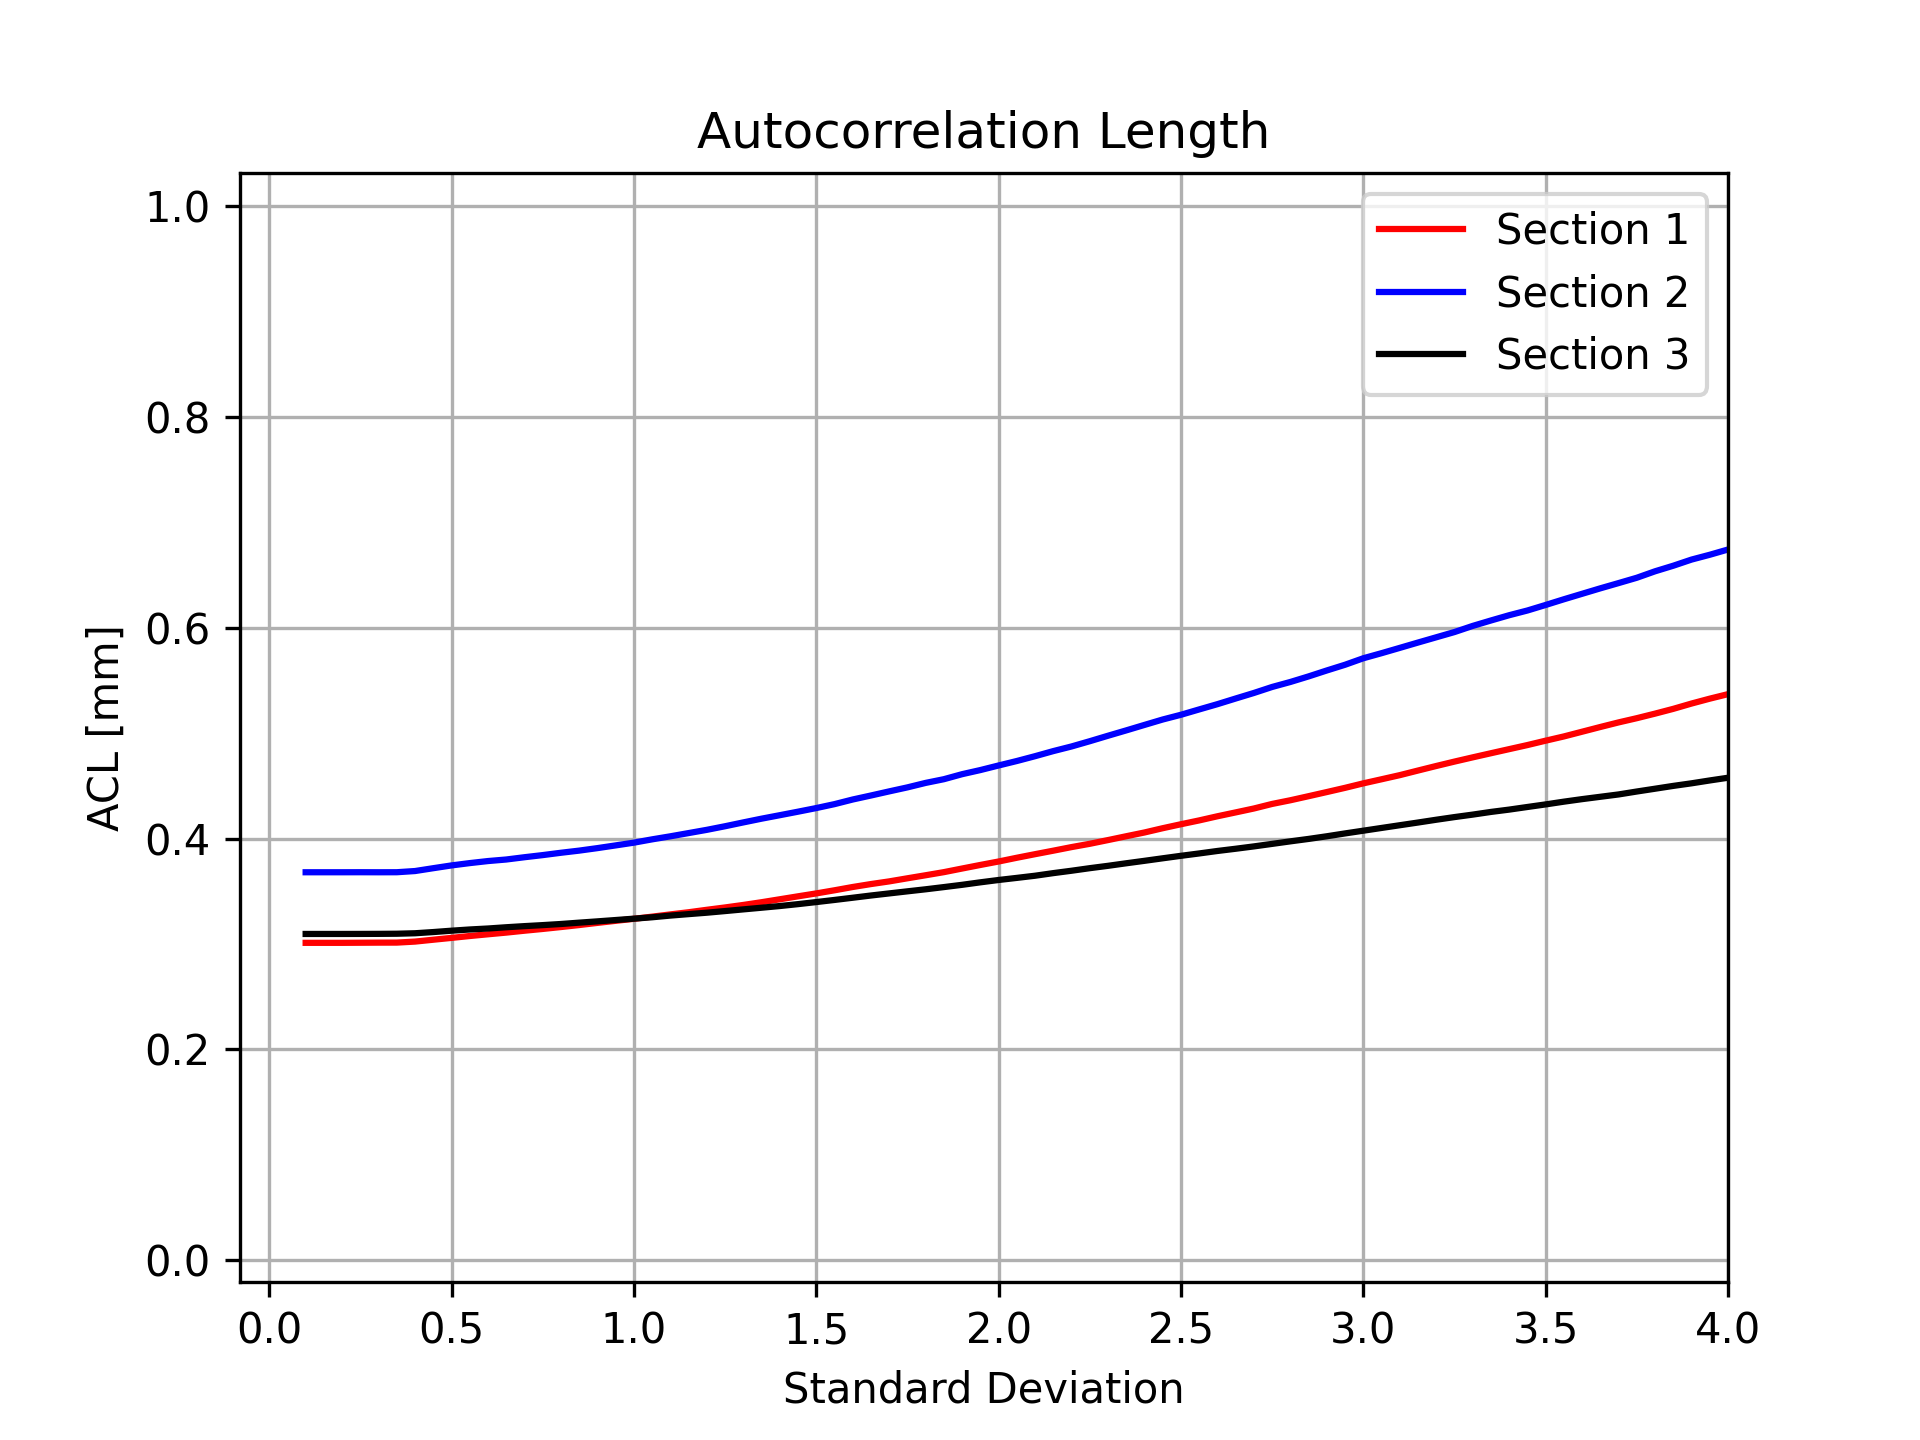 Autocorrelation Length
1.0
0.8
0.6
0.4
0.2
0.0
ACL [mm]
Section 1
Section 2
Section 3
0.0 0.5 1.0 1.5 2.0 2.5 3.0 3.5 4.0
Standard Deviation